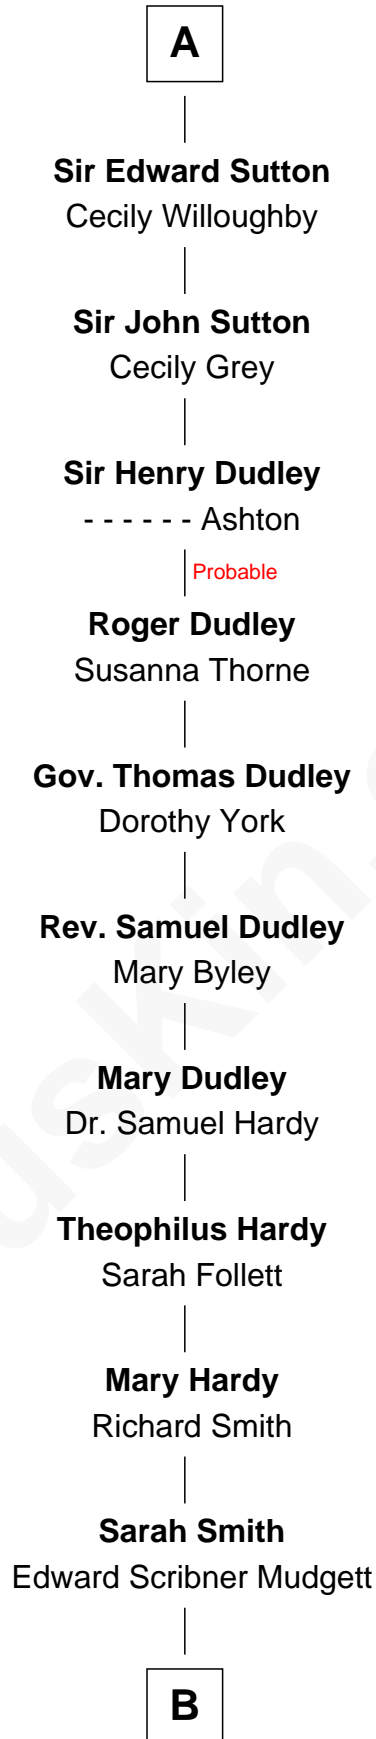 A
Sir Edward Sutton
Cecily Willoughby
Sir John Sutton
Cecily Grey
Sir Henry Dudley
- - - - - - Ashton
Probable
Roger Dudley
Susanna Thorne
Gov. Thomas Dudley
Dorothy York
Rev. Samuel Dudley
Mary Byley
Mary Dudley
Dr. Samuel Hardy
Theophilus Hardy
Sarah Follett
Mary Hardy
Richard Smith
Sarah Smith
Edward Scribner Mudgett
B